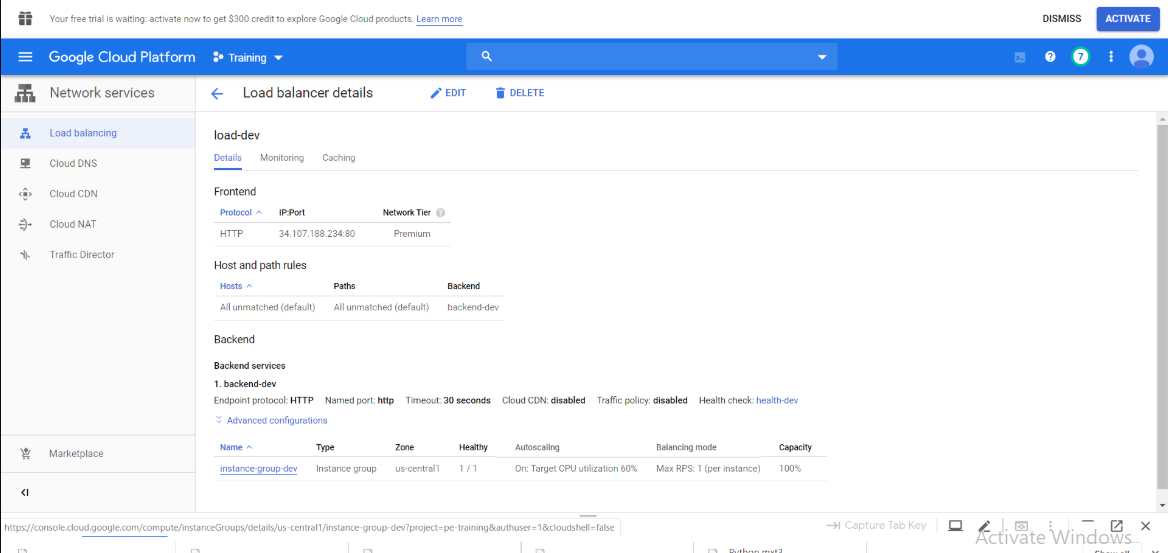 Your free trial is waiting: activate now to get $300 credit to explore Google Cloud products. Learn more
DISMISS
ACTIVATE
Google Cloud Platform
Training
7
Network services
Load balancing
Cloud DNS
Cloud CDN
Cloud NAT
Traffic Director
Marketplace
Load balancer details
EDIT
DELETE
load-dev
Details Monitoring Caching
Frontend
Protocol IP:Port Network Tier
HTTP 34.107.188.234:80 Premium
Host and path rules
Hosts Paths Backend
All unmatched (default) All unmatched (default) backend-dev
Backend
Backend services
1. backend-dev
Endpoint protocol: HTTP Named port: http Timeout: 30 seconds Cloud CDN: disabled Traffic policy: disabled Health check: health-dev
Advanced configurations
Name Type Zone Healthy Autoscaling Balancing mode Capacity
instance-group-dev Instance group us-central1 1 / 1 On: Target CPU utilization 60% Max RPS: 1 (per instance) 100%
https://console.cloud.google.com/compute/instanceGroups/details/us-central1/instance-group-dev?project=pe-training&authuser=1&cloudshell=false
Capture Tab Key
Activate Windows
Python.mxt3
Show all